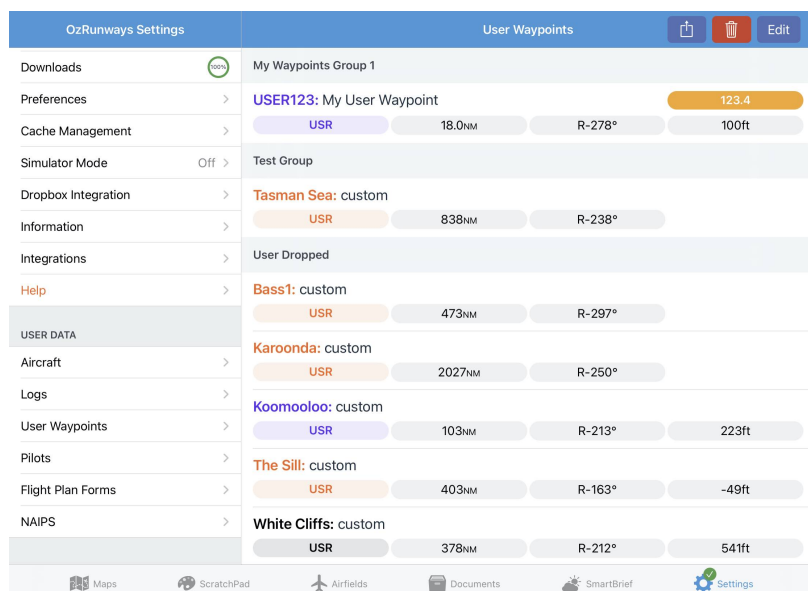 OzRunways Settings
User Waypoints
Edit
Downloads
100%
Preferences
Cache Management
Simulator Mode
Off
Dropbox Integration
Information
Integrations
Help
USER DATA
Aircraft
Logs
User Waypoints
Pilots
Flight Plan Forms
NAIPS
My Waypoints Group 1
USER123: My User Waypoint
123.4
USR 18.0NM R-278° 100ft
Test Group
Tasman Sea: custom
USR 838NM R-238°
User Dropped
Bass1: custom
USR 473NM R-297°
Karoonda: custom
USR 2027NM R-250°
Koomooloo: custom
USR 103NM R-213° 223ft
The Sill: custom
USR 403NM R-163° -49ft
White Cliffs: custom
USR 378NM R-212° 541ft
Maps ScratchPad Airfields Documents SmartBrief Settings